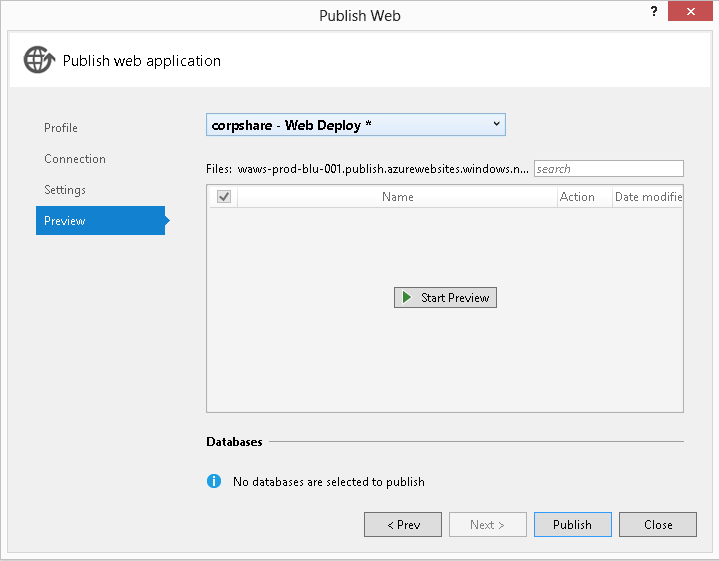 Publish Web
?
Publish web application
Profile
Connection
Settings
Preview
corpshare - Web Deploy *
Files: waws-prod-blu-001.publish.azurewebsites.windows.n...
search
Name Action Date modifie
Start Preview
Databases
No databases are selected to publish
< Prev Next > Publish Close